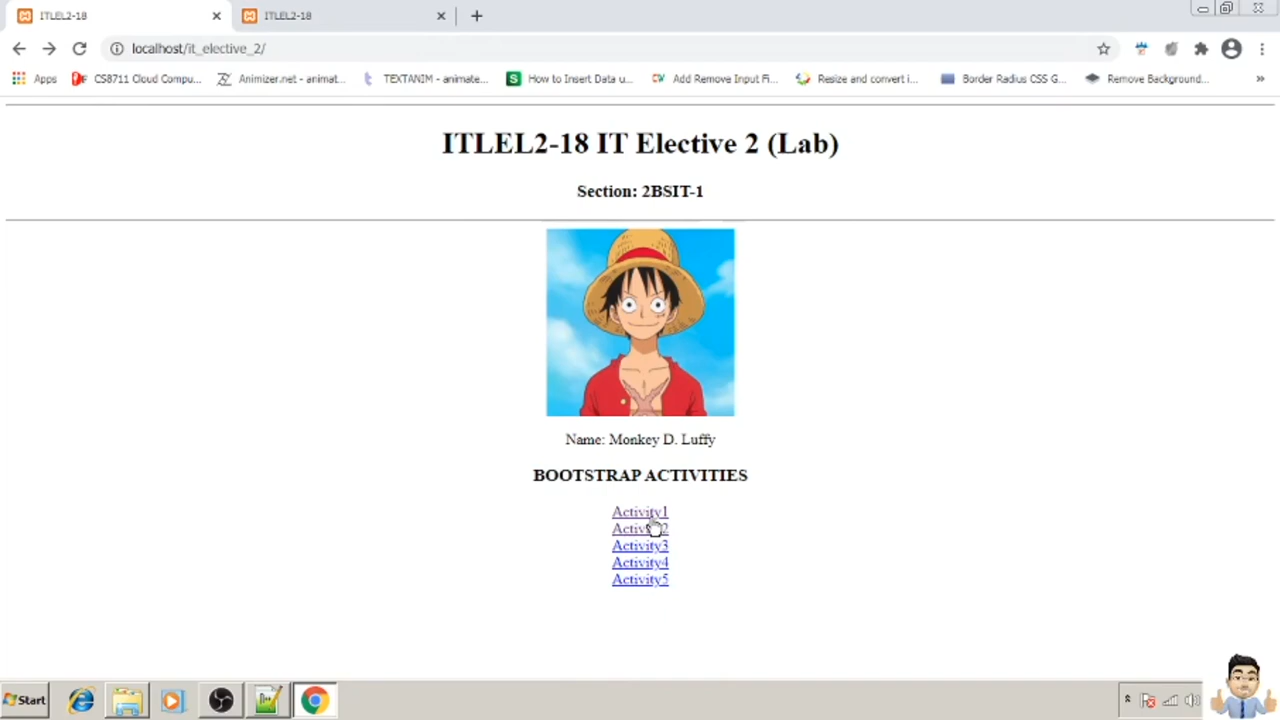 ITLEL2-18
ITLEL2-18
localhost/it_elective_2/
Apps
CS8711 Cloud Compu...
Animizer.net - animat...
TEXTANIM - animate...
How to Insert Data u...
Add Remove Input Fi...
Resize and convert i...
Border Radius CSS G...
Remove Background...
ITLEL2-18 IT Elective 2 (Lab)
Section: 2BSIT-1
Name: Monkey D. Luffy
BOOTSTRAP ACTIVITIES
Activity1
Activity2
Activity3
Activity4
Activity5
Start